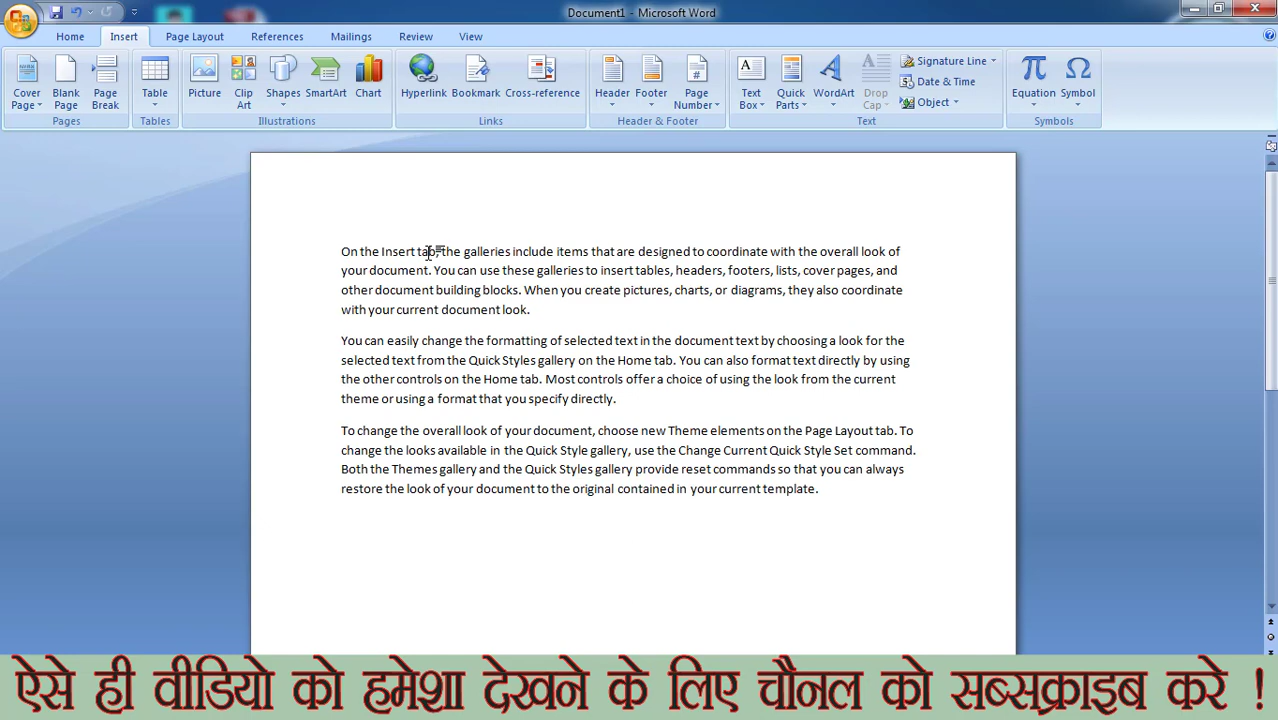 Document1 - Microsoft Word
Home Insert Page Layout References Mailings Review View
Cover Page Blank Page Page Break Table Picture Clip Art Shapes SmartArt Chart Hyperlink Bookmark Cross-reference Header Footer Page Number Text Box Quick Parts WordArt Drop Cap Signature Line Date & Time Object Equation Symbol
Pages Tables Illustrations Links Header & Footer Text Symbols
On the Insert tab, the galleries include items that are designed to coordinate with the overall look of
your document. You can use these galleries to insert tables, headers, footers, lists, cover pages, and
other document building blocks. When you create pictures, charts, or diagrams, they also coordinate
with your current document look.
You can easily change the formatting of selected text in the document text by choosing a look for the
selected text from the Quick Styles gallery on the Home tab. You can also format text directly by using
the other controls on the Home tab. Most controls offer a choice of using the look from the current
theme or using a format that you specify directly.
To change the overall look of your document, choose new Theme elements on the Page Layout tab. To
change the looks available in the Quick Style gallery, use the Change Current Quick Style Set command.
Both the Themes gallery and the Quick Styles gallery provide reset commands so that you can always
restore the look of your document to the original contained in your current template.
ऐसे ही वीडियो को हमेशा देखने के लिए चौनल को सब्सक्राइब करे !